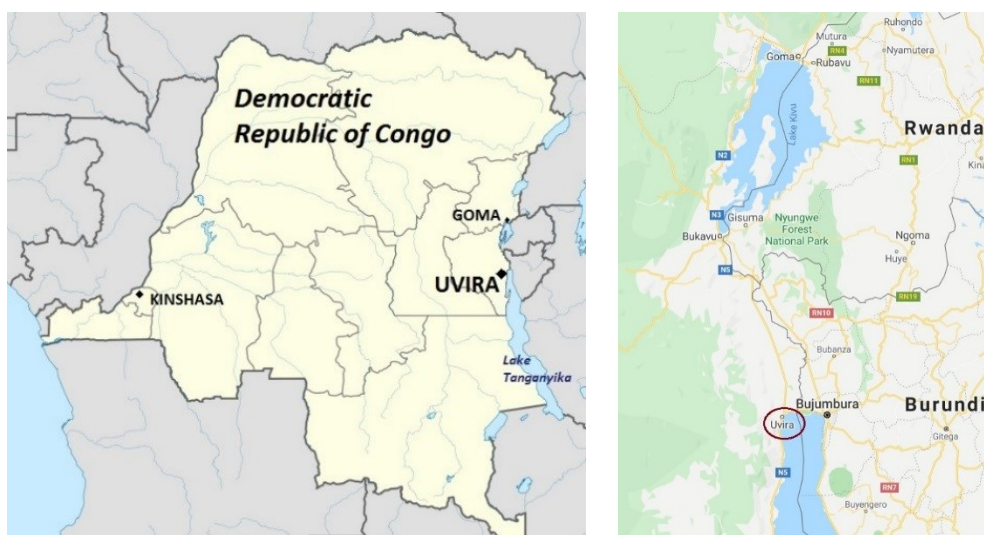 Democratic
Republic of Congo
GOMA
UVIRA
KINSHASA
Lake
Tanganyika
Ruhondo
Mutura
RN4
Nyamutera
Goma
Rubavu
RN11
Lake Kivu
Rwanda
N2
RN1
N3
Gisuma
Nyungwe
Forest
National Park
Bukavu
Ngoma
Huye
N5
RN19
RN10
Bubanza
Bujumbura
Burundi
Uvira
Gitega
N5
RN7
Buyengero